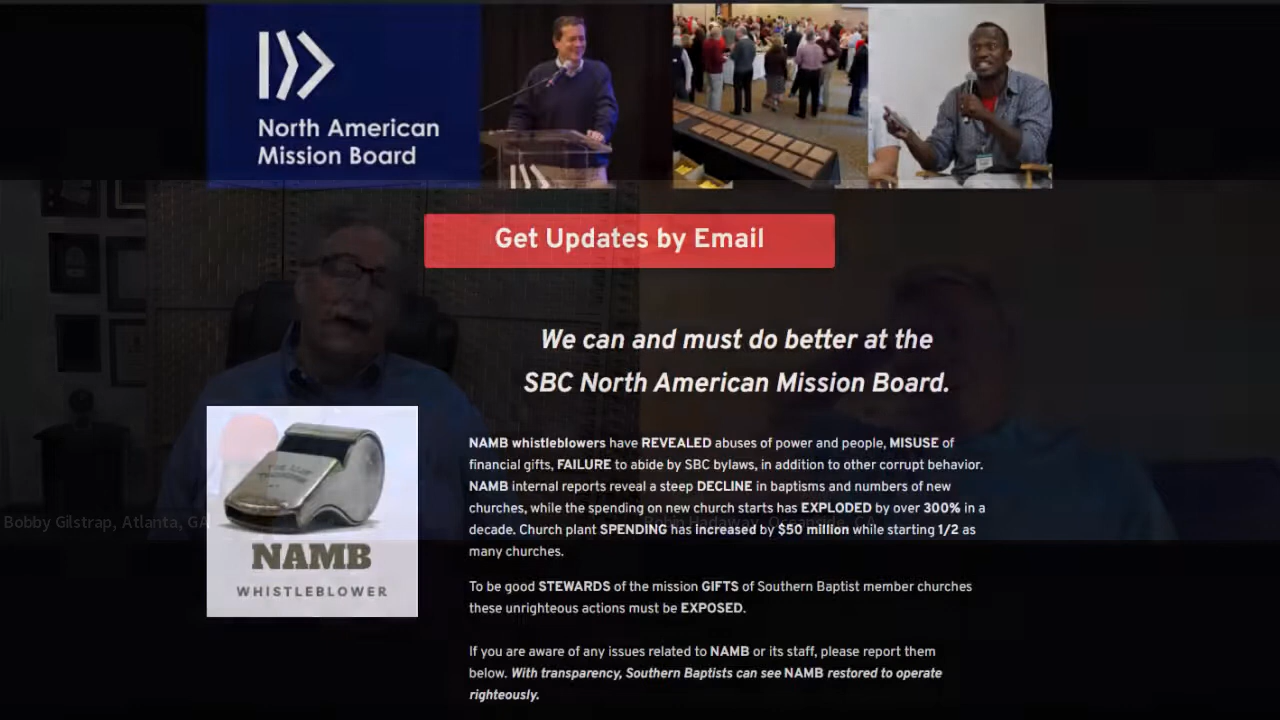 North American
Mission Board
Get Updates by Email
We can and must do better at the
SBC North American Mission Board.
NAMB whistleblowers have REVEALED abuses of power and people, MISUSE of
financial gifts, FAILURE to abide by SBC bylaws, in addition to other corrupt behavior.
NAMB internal reports reveal a steep DECLINE in baptisms and numbers of new
churches, while the spending on new church starts has EXPLODED by over 300% in a
decade. Church plant SPENDING has increased by $50 million while starting 1/2 as
many churches.
Bobby Gilstrap, Atlanta, GA
Robin Hadaway, Oceanside, CA
NAMB
WHISTLEBLOWER
To be good STEWARDS of the mission GIFTS of Southern Baptist member churches
these unrighteous actions must be EXPOSED.
If you are aware of any issues related to NAMB or its staff, please report them
below. With transparency, Southern Baptists can see NAMB restored to operate
righteously.